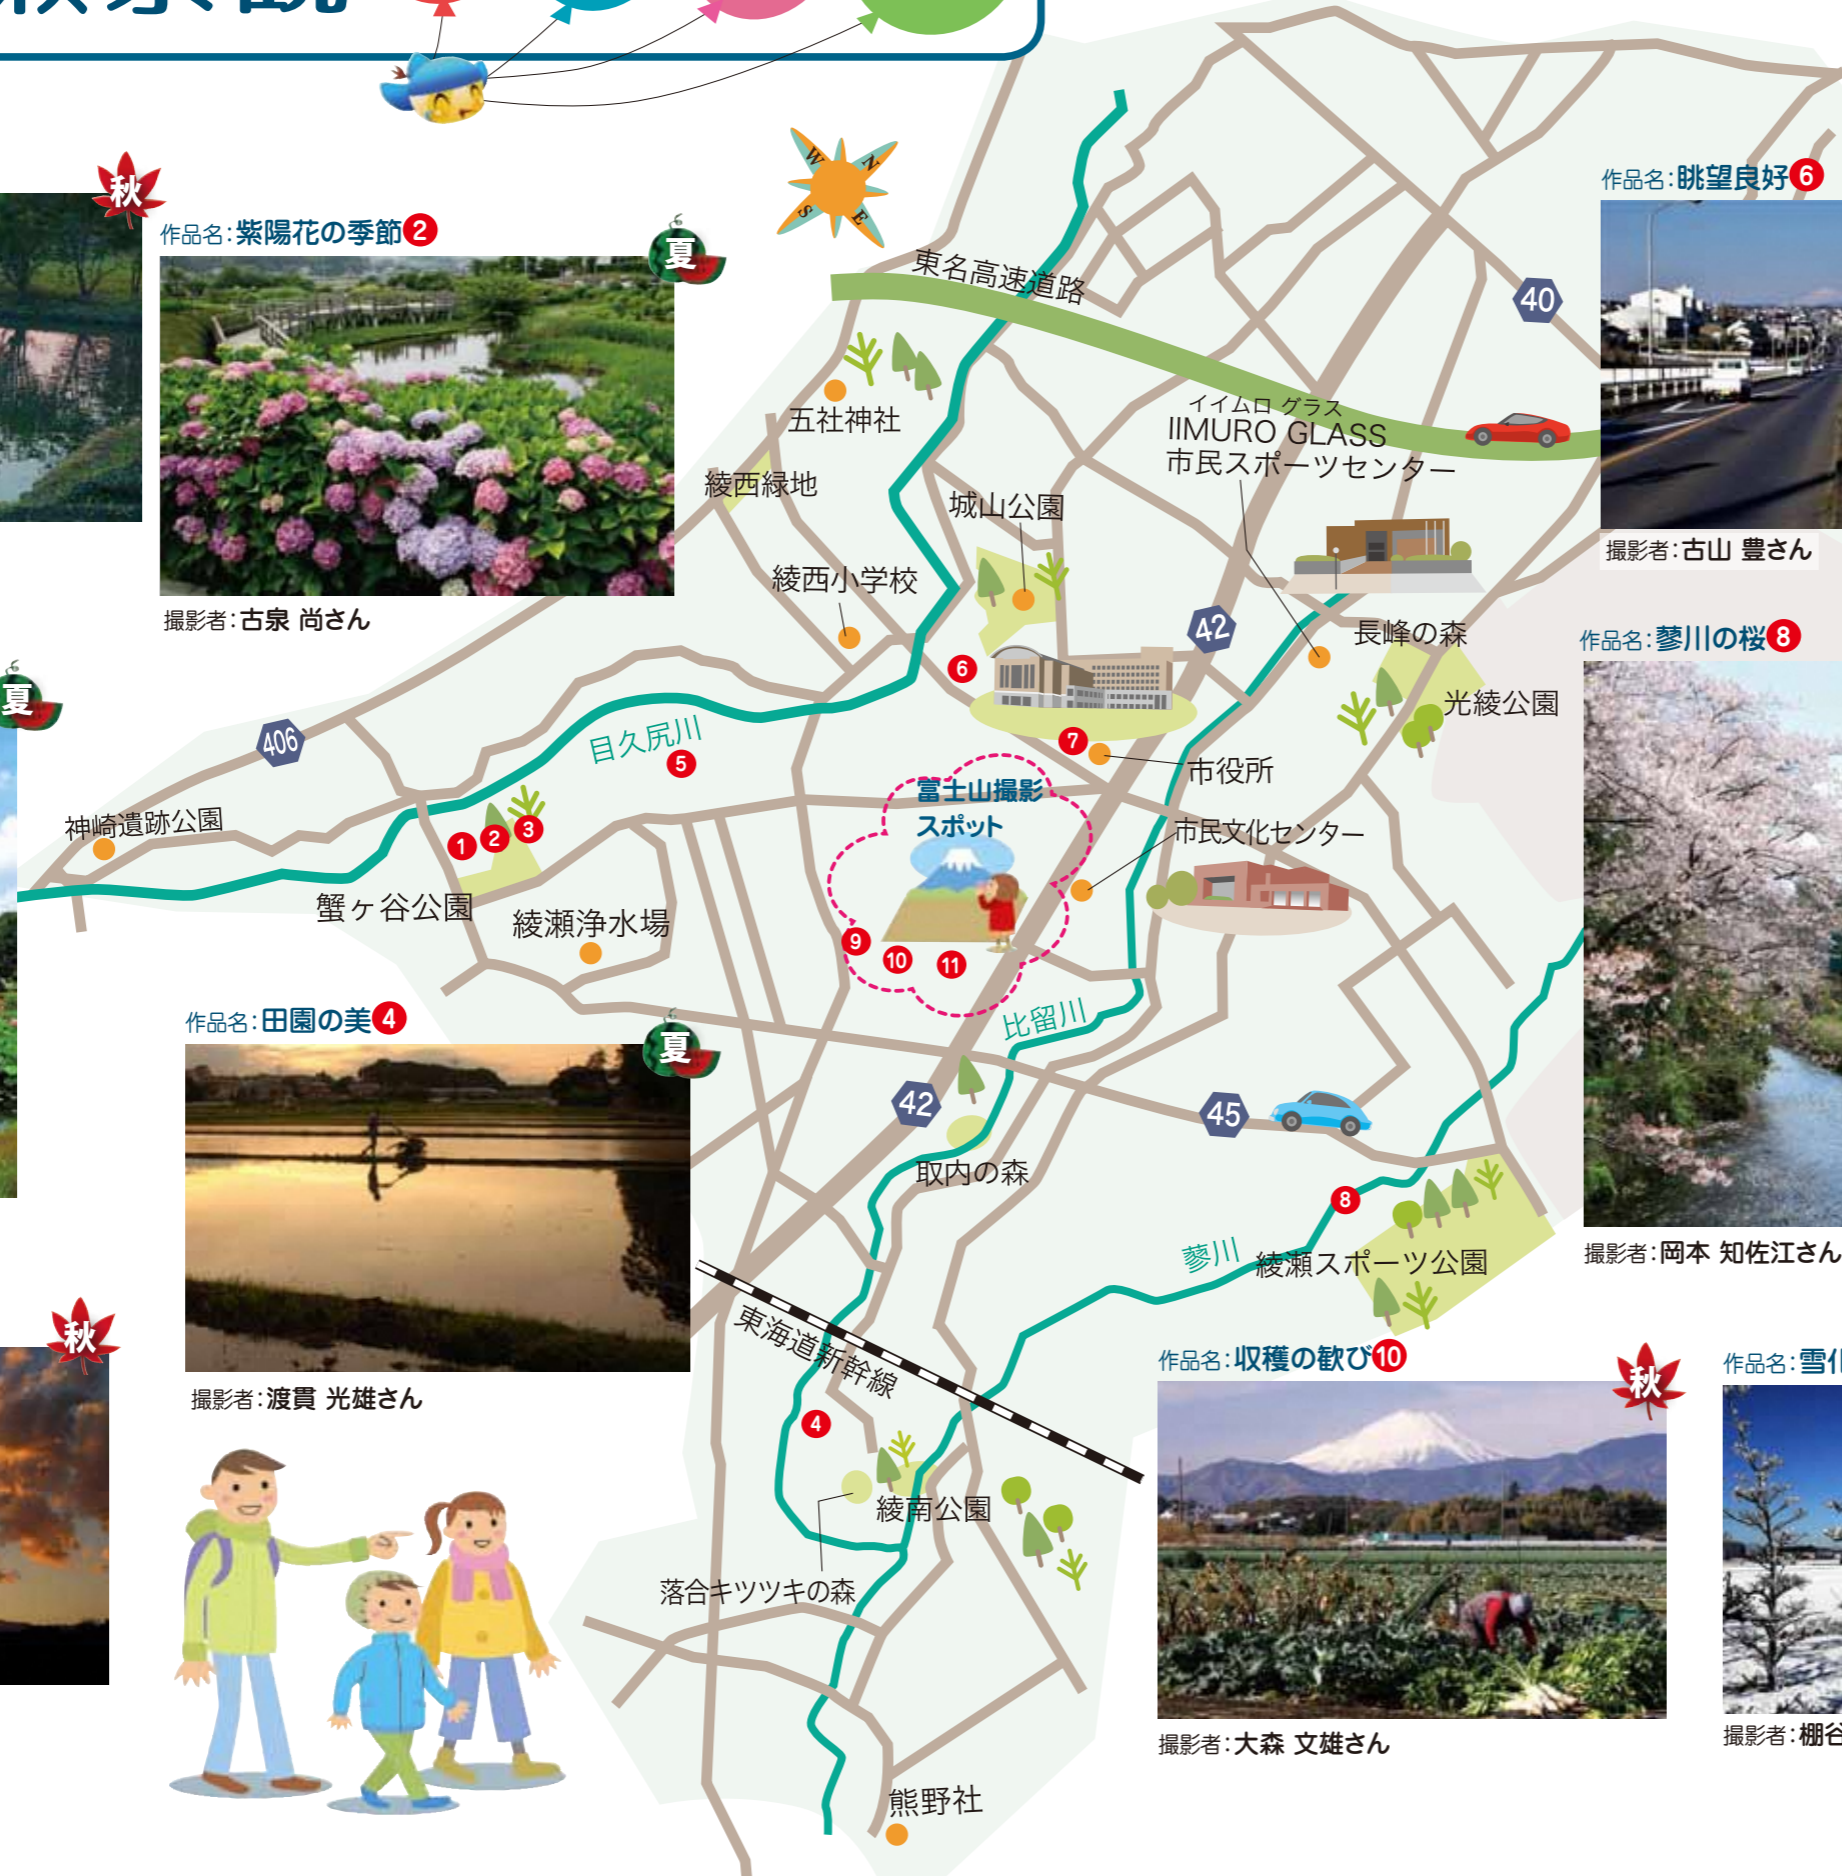 W
N
S
E
秋
作品名:紫陽花の季節2
夏
撮影者:古泉 尚さん
作品名:眺望良好6
撮影者:古山 豊さん
東名高速道路
40
五社神社
イイムロ グラス
IIMURO GLASS
市民スポーツセンター
綾西緑地
城山公園
綾西小学校
42
長峰の森
光綾公園
作品名:蓼川の桜8
撮影者:岡本 知佐江さん
夏
406
目久尻川
5
6
7
市役所
富士山撮影
スポット
市民文化センター
神崎遺跡公園
1
2
3
蟹ヶ谷公園
綾瀬浄水場
9
10
11
比留川
作品名:田園の美4
夏
撮影者:渡貫 光雄さん
42
45
取内の森
8
蓼川
綾瀬スポーツ公園
東海道新幹線
4
秋
作品名:収穫の歓び10
秋
撮影者:大森 文雄さん
作品名:雪
撮影者:棚谷
綾南公園
落合キツツキの森
熊野社